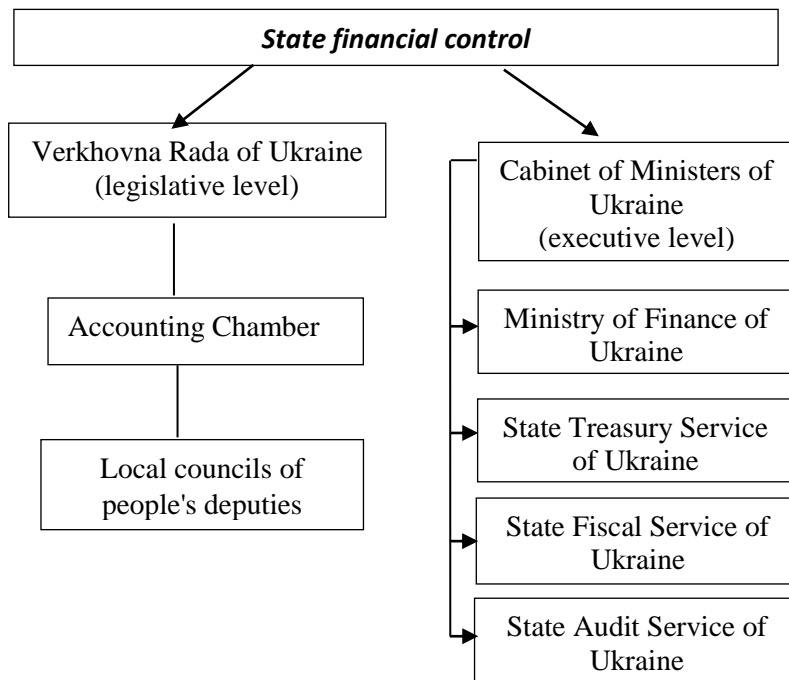 State financial control
Verkhovna Rada of Ukraine
(legislative level)
Accounting Chamber
Local councils of
people's deputies
Cabinet of Ministers of
Ukraine
(executive level)
Ministry of Finance of
Ukraine
State Treasury Service
of Ukraine
State Fiscal Service of
Ukraine
State Audit Service of
Ukraine